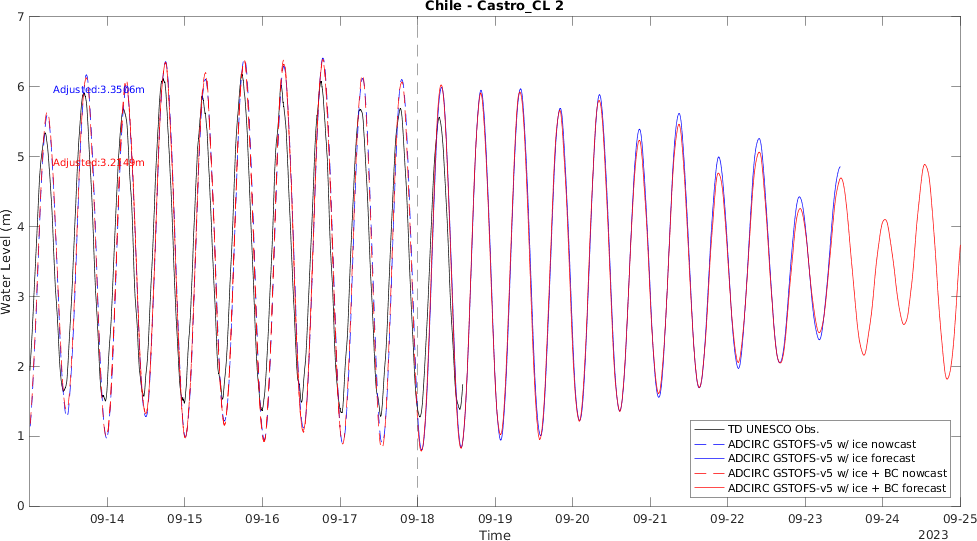 Chile - Castro_CL 2
7
6
5
4
3
2
1
0
Water Level (m)
Adjusted:3.3506m
Adjusted:3.2149m
TD UNESCO Obs.
ADCIRC GSTOFS-v5 w/ ice nowcast
ADCIRC GSTOFS-v5 w/ ice forecast
ADCIRC GSTOFS-v5 w/ ice + BC nowcast
ADCIRC GSTOFS-v5 w/ ice + BC forecast
09-14 09-15 09-16 09-17 09-18 09-19 09-20 09-21 09-22 09-23 09-24 09-25
Time
2023